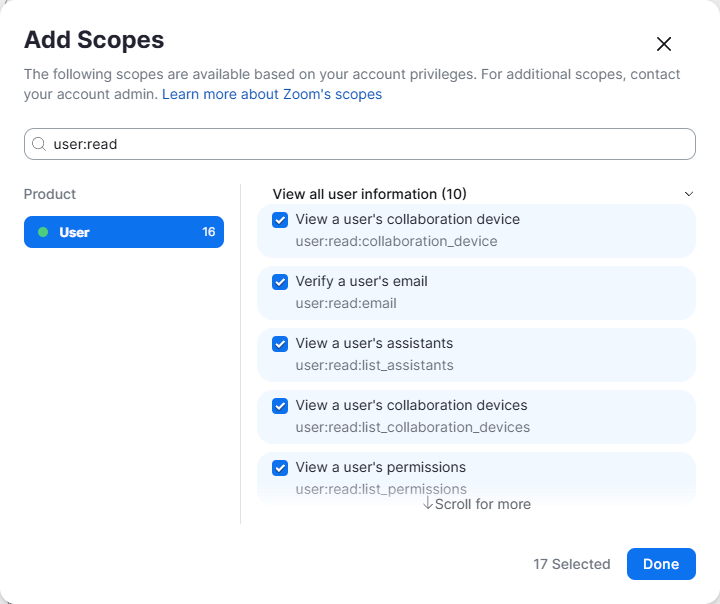 Add Scopes
The following scopes are available based on your account privileges. For additional scopes, contact
your account admin. Learn more about Zoom's scopes
user:read
Product
User 16
View all user information (10)
View a user's collaboration device
user:read:collaboration_device
Verify a user's email
user:read:email
View a user's assistants
user:read:list_assistants
View a user's collaboration devices
user:read:list_collaboration_devices
View a user's permissions
user:read:list_permissions
↓Scroll for more
17 Selected Done